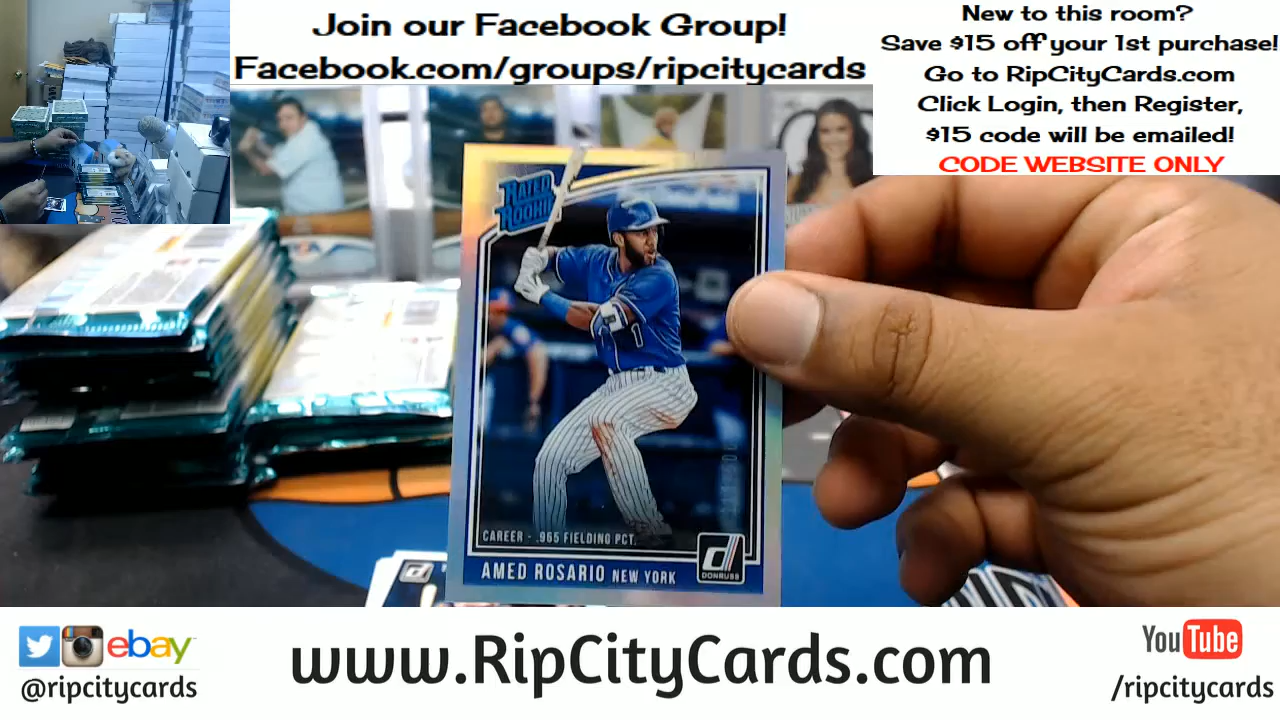 Join our Facebook Group!
Facebook.com/groups/ripcitycards
New to this room?
Save $15 off your 1st purchase!
Go to RipCityCards.com
Click Login, then Register,
$15 code will be emailed!
CODE WEBSITE ONLY
RATED
ROOKIE
1
CAREER - .965 FIELDING PCT.
AMED ROSARIO NEW YORK
d
DONRUSS
ebay
@ripcitycards
www.RipCityCards.com
YouTube
/ripcitycards